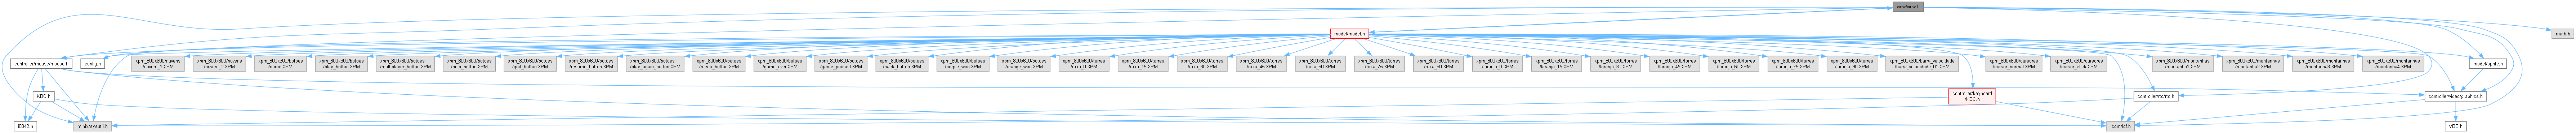 view/view.h
math.h
model/model.h
controller/mouse/mouse.h
config.h
xpm_800x600/nuvens
/nuvem_1.XPM
xpm_800x600/nuvens
/nuvem_2.XPM
xpm_800x600/botoes
/name.XPM
xpm_800x600/botoes
/play_button.XPM
xpm_800x600/botoes
/multiplayer_button.XPM
xpm_800x600/botoes
/help_button.XPM
xpm_800x600/botoes
/quit_button.XPM
xpm_800x600/botoes
/resume_button.XPM
xpm_800x600/botoes
/play_again_button.XPM
xpm_800x600/botoes
/menu_button.XPM
xpm_800x600/botoes
/game_over.XPM
xpm_800x600/botoes
/game_paused.XPM
xpm_800x600/botoes
/back_button.XPM
xpm_800x600/botoes
/purple_won.XPM
xpm_800x600/botoes
/orange_won.XPM
xpm_800x600/torres
/roxa_0.XPM
xpm_800x600/torres
/roxa_15.XPM
xpm_800x600/torres
/roxa_30.XPM
xpm_800x600/torres
/roxa_45.XPM
xpm_800x600/torres
/roxa_60.XPM
xpm_800x600/torres
/roxa_75.XPM
xpm_800x600/torres
/roxa_90.XPM
xpm_800x600/torres
/laranja_0.XPM
xpm_800x600/torres
/laranja_15.XPM
xpm_800x600/torres
/laranja_30.XPM
xpm_800x600/torres
/laranja_45.XPM
xpm_800x600/torres
/laranja_60.XPM
xpm_800x600/torres
/laranja_75.XPM
xpm_800x600/torres
/laranja_90.XPM
xpm_800x600/barra_velocidade
/barra_velocidade_01.XPM
xpm_800x600/cursores
/cursor_normal.XPM
xpm_800x600/cursores
/cursor_click.XPM
xpm_800x600/montanhas
/montanha1.XPM
xpm_800x600/montanhas
/montanha2.XPM
xpm_800x600/montanhas
/montanha3.XPM
xpm_800x600/montanhas
/montanha4.XPM
model/sprite.h
KBC.h
controller/keyboard
/KBC.h
controller/rtc/rtc.h
controller/video/graphics.h
i8042.h
minix/sysutil.h
lcom/lcf.h
VBE.h